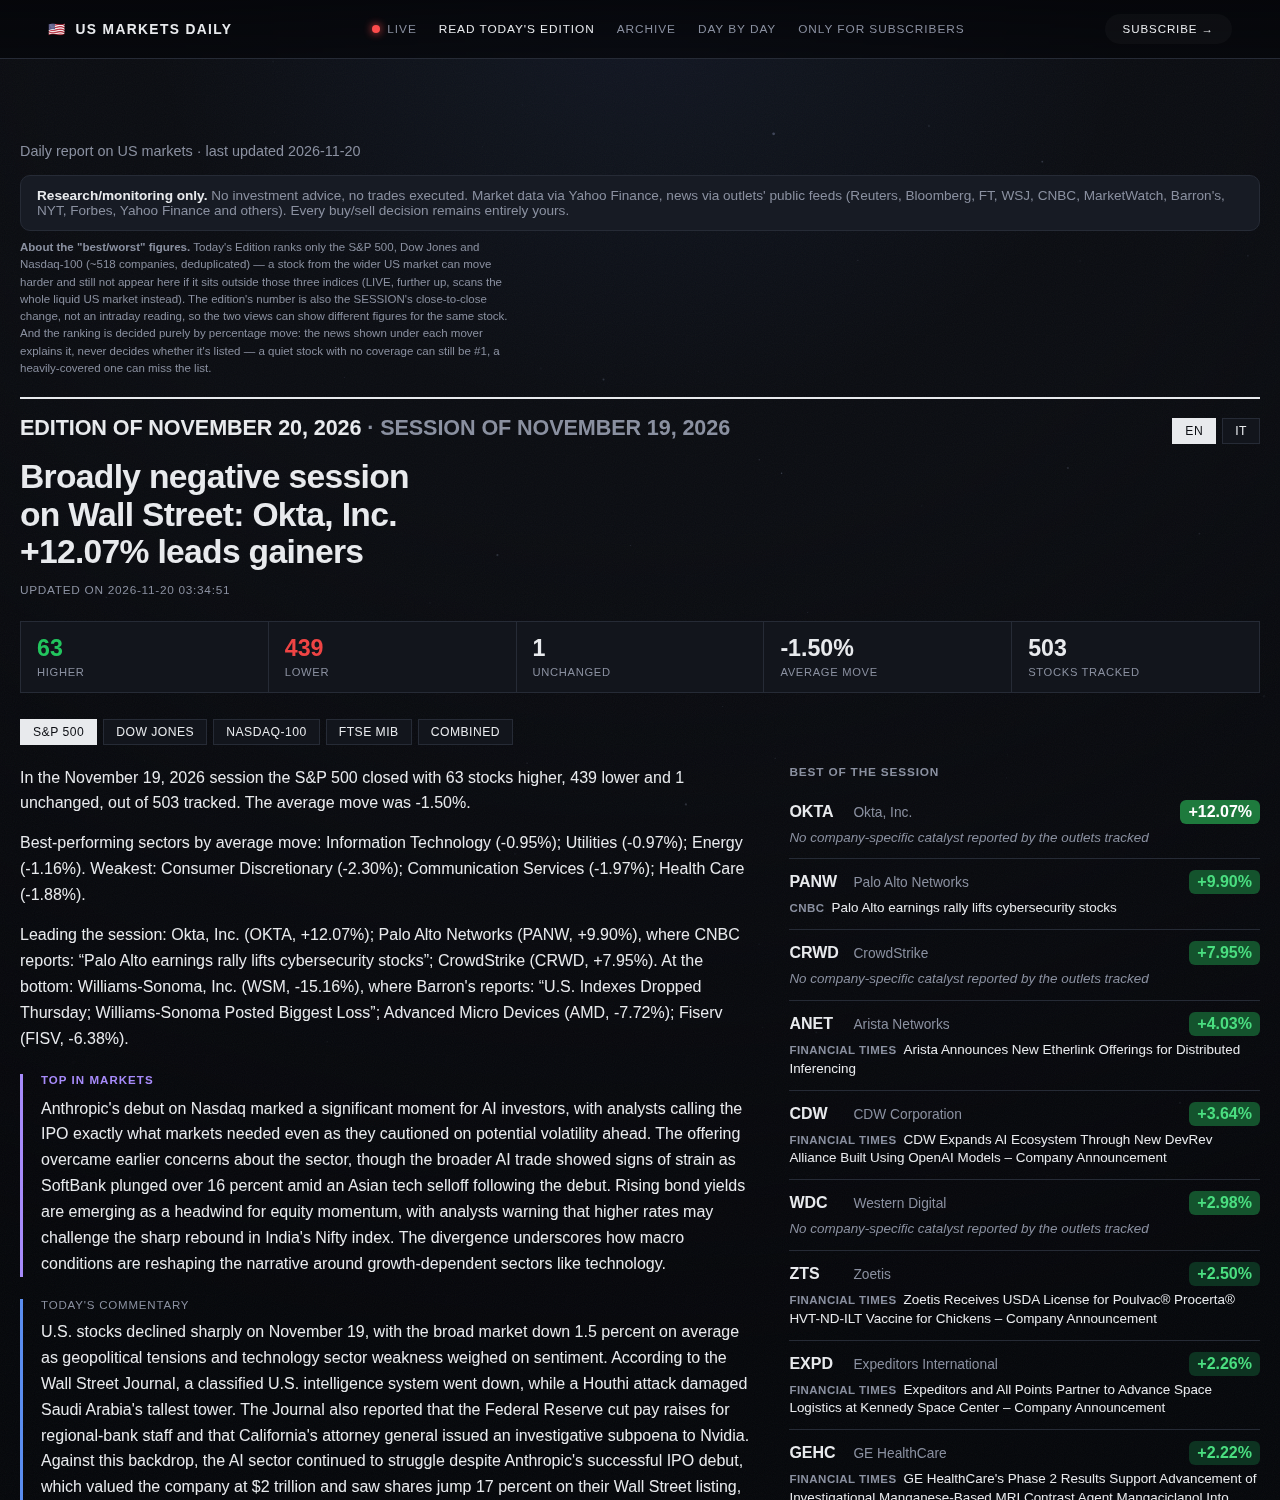 🇺🇸 US MARKETS DAILY
LIVE
READ TODAY'S EDITION
ARCHIVE
DAY BY DAY
ONLY FOR SUBSCRIBERS
SUBSCRIBE →
Daily report on US markets · last updated 2026-11-20
Research/monitoring only. No investment advice, no trades executed. Market data via Yahoo Finance, news via outlets' public feeds (Reuters, Bloomberg, FT, WSJ, CNBC, MarketWatch, Barron's,
NYT, Forbes, Yahoo Finance and others). Every buy/sell decision remains entirely yours.
About the "best/worst" figures. Today's Edition ranks only the S&P 500, Dow Jones and
Nasdaq-100 (~518 companies, deduplicated) — a stock from the wider US market can move
harder and still not appear here if it sits outside those three indices (LIVE, further up, scans the
whole liquid US market instead). The edition's number is also the SESSION's close-to-close
change, not an intraday reading, so the two views can show different figures for the same stock.
And the ranking is decided purely by percentage move: the news shown under each mover
explains it, never decides whether it's listed — a quiet stock with no coverage can still be #1, a
heavily-covered one can miss the list.
EDITION OF NOVEMBER 20, 2026 · SESSION OF NOVEMBER 19, 2026
EN
IT
Broadly negative session
on Wall Street: Okta, Inc.
+12.07% leads gainers
UPDATED ON 2026-11-20 03:34:51
63
HIGHER
439
LOWER
1
UNCHANGED
-1.50%
AVERAGE MOVE
503
STOCKS TRACKED
S&P 500
DOW JONES
NASDAQ-100
FTSE MIB
COMBINED
In the November 19, 2026 session the S&P 500 closed with 63 stocks higher, 439 lower and 1
unchanged, out of 503 tracked. The average move was -1.50%.
Best-performing sectors by average move: Information Technology (-0.95%); Utilities (-0.97%); Energy
(-1.16%). Weakest: Consumer Discretionary (-2.30%); Communication Services (-1.97%); Health Care
(-1.88%).
Leading the session: Okta, Inc. (OKTA, +12.07%); Palo Alto Networks (PANW, +9.90%), where CNBC
reports: “Palo Alto earnings rally lifts cybersecurity stocks”; CrowdStrike (CRWD, +7.95%). At the
bottom: Williams-Sonoma, Inc. (WSM, -15.16%), where Barron's reports: “U.S. Indexes Dropped
Thursday; Williams-Sonoma Posted Biggest Loss”; Advanced Micro Devices (AMD, -7.72%); Fiserv
(FISV, -6.38%).
TOP IN MARKETS
Anthropic's debut on Nasdaq marked a significant moment for AI investors, with analysts calling the
IPO exactly what markets needed even as they cautioned on potential volatility ahead. The offering
overcame earlier concerns about the sector, though the broader AI trade showed signs of strain as
SoftBank plunged over 16 percent amid an Asian tech selloff following the debut. Rising bond yields
are emerging as a headwind for equity momentum, with analysts warning that higher rates may
challenge the sharp rebound in India's Nifty index. The divergence underscores how macro
conditions are reshaping the narrative around growth-dependent sectors like technology.
TODAY'S COMMENTARY
U.S. stocks declined sharply on November 19, with the broad market down 1.5 percent on average
as geopolitical tensions and technology sector weakness weighed on sentiment. According to the
Wall Street Journal, a classified U.S. intelligence system went down, while a Houthi attack damaged
Saudi Arabia's tallest tower. The Journal also reported that the Federal Reserve cut pay raises for
regional-bank staff and that California's attorney general issued an investigative subpoena to Nvidia.
Against this backdrop, the AI sector continued to struggle despite Anthropic's successful IPO debut,
which valued the company at $2 trillion and saw shares jump 17 percent on their Wall Street listing,
BEST OF THE SESSION
OKTA Okta, Inc. +12.07%
No company-specific catalyst reported by the outlets tracked
PANW Palo Alto Networks +9.90%
CNBC Palo Alto earnings rally lifts cybersecurity stocks
CRWD CrowdStrike +7.95%
No company-specific catalyst reported by the outlets tracked
ANET Arista Networks +4.03%
FINANCIAL TIMES Arista Announces New Etherlink Offerings for Distributed
Inferencing
CDW CDW Corporation +3.64%
FINANCIAL TIMES CDW Expands AI Ecosystem Through New DevRev
Alliance Built Using OpenAI Models – Company Announcement
WDC Western Digital +2.98%
No company-specific catalyst reported by the outlets tracked
ZTS Zoetis +2.50%
FINANCIAL TIMES Zoetis Receives USDA License for Poulvac® Procerta®
HVT-ND-ILT Vaccine for Chickens – Company Announcement
EXPD Expeditors International +2.26%
FINANCIAL TIMES Expeditors and All Points Partner to Advance Space
Logistics at Kennedy Space Center – Company Announcement
GEHC GE HealthCare +2.22%
FINANCIAL TIMES GE HealthCare's Phase 2 Results Support Advancement of
Investigational Manganese-Based MRI Contrast Agent Mangaciclanol Into